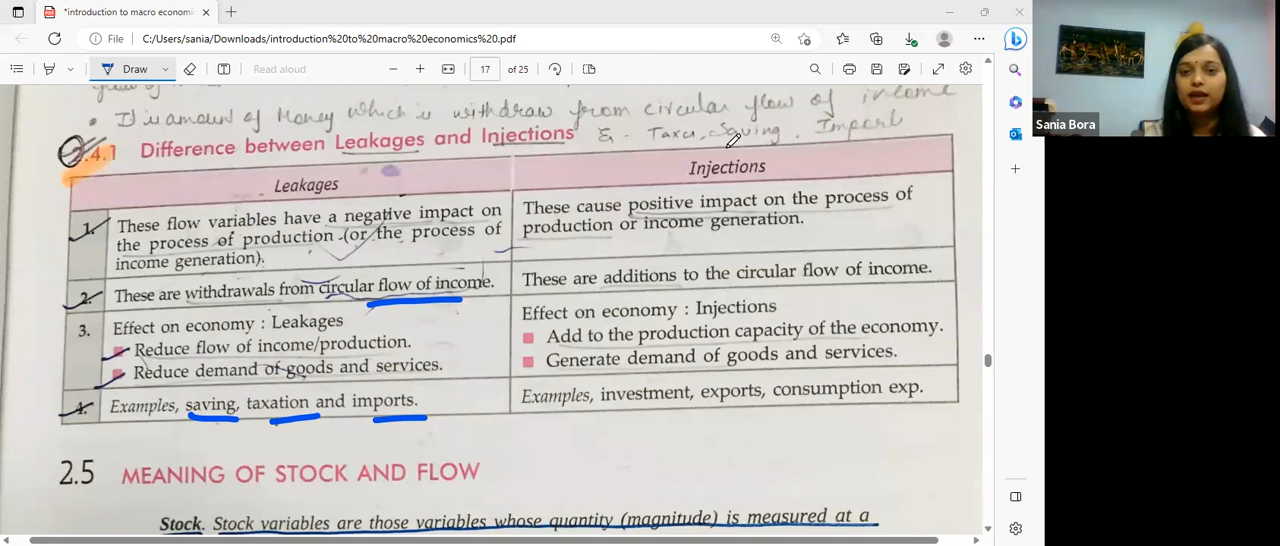 *introduction to macro economi
File
C:/Users/sania/Downloads/introduction%20to%20macro%20economics%20.pdf
Draw
Read aloud
17 of 25
Sania Bora
• It is amount of Money which is withdraw from circular flow of income
Eg - Taxes, Saving, Import
2.4.1 Difference between Leakages and Injections
Leakages
Injections
1. These flow variables have a negative impact on
the process of production (or the process of
income generation).
These cause positive impact on the process of
production or income generation.
2. These are withdrawals from circular flow of income.
These are additions to the circular flow of income.
3. Effect on economy : Leakages
■ Reduce flow of income/production.
■ Reduce demand of goods and services.
Effect on economy : Injections
■ Add to the production capacity of the economy.
■ Generate demand of goods and services.
4. Examples, saving, taxation and imports.
Examples, investment, exports, consumption exp.
2.5 MEANING OF STOCK AND FLOW
Stock. Stock variables are those variables whose quantity (magnitude) is measured at a